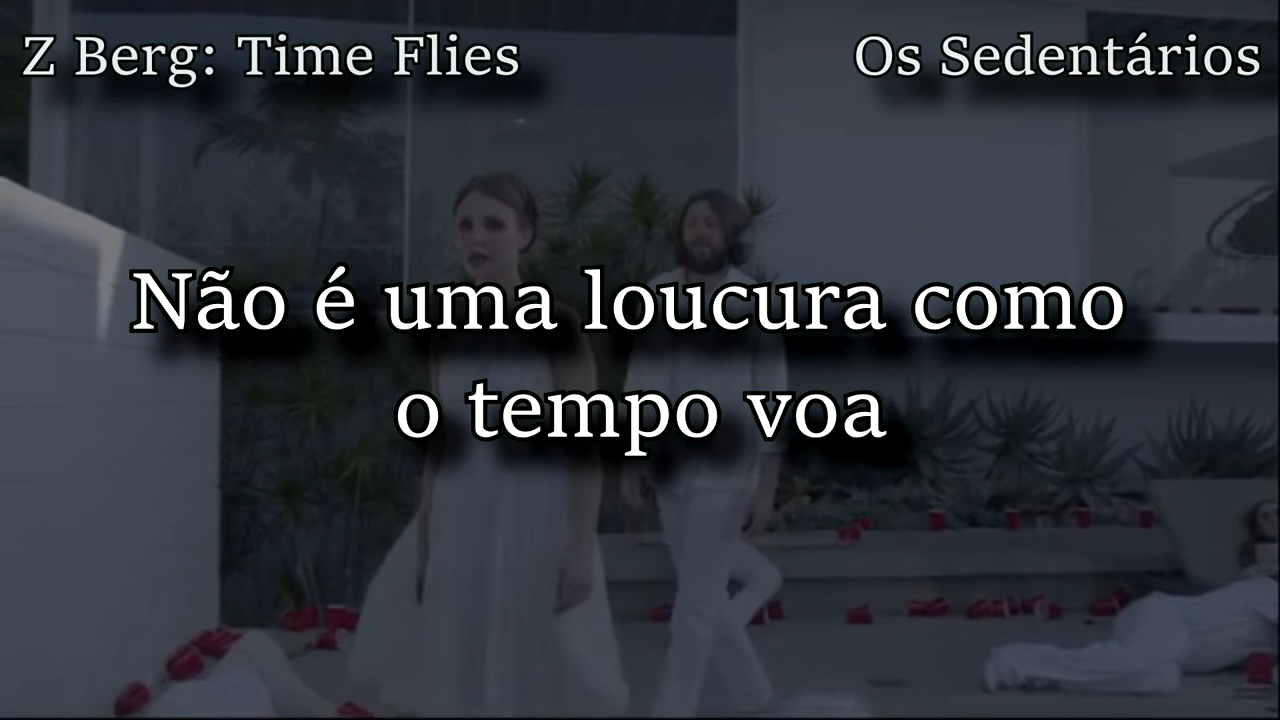 Z Berg: Time Flies
Os Sedentários
Não é uma loucura como
o tempo voa